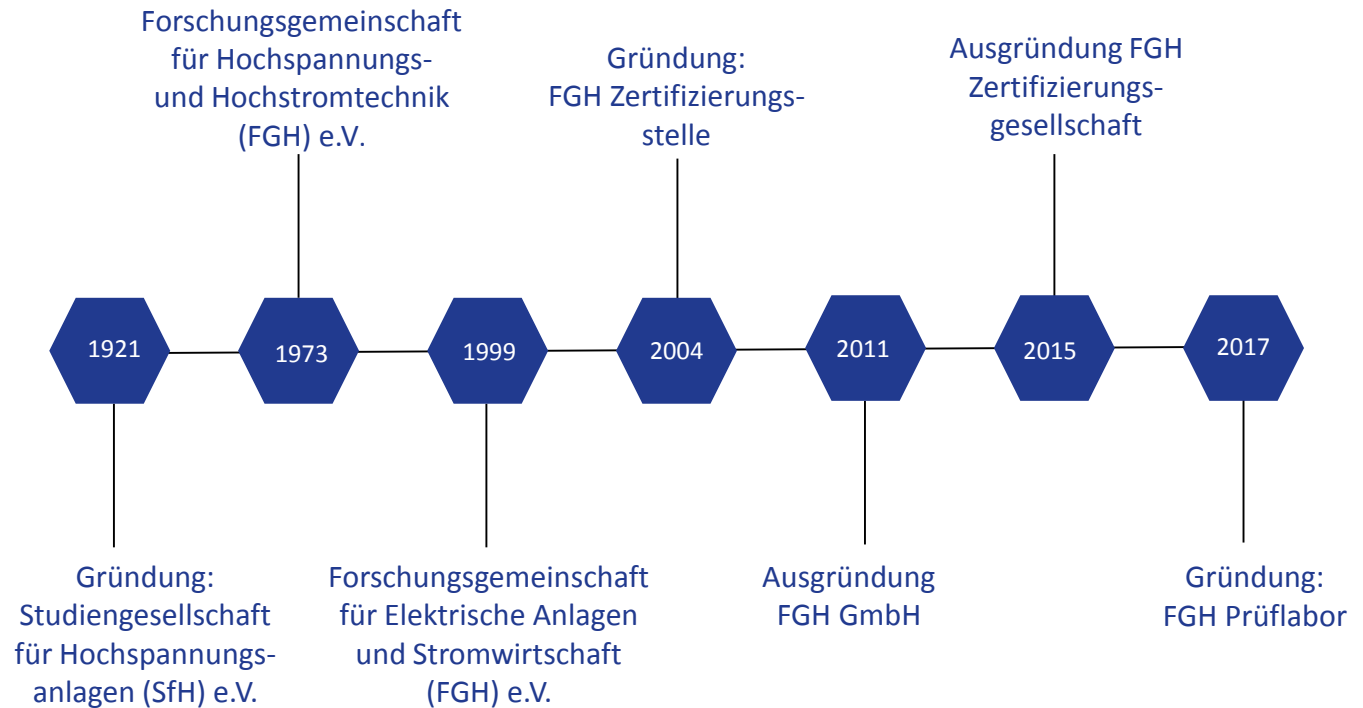 Forschungsgemeinschaft
für Hochspannungs-
und Hochstromtechnik
(FGH) e.V.
Gründung:
FGH Zertifizierungs-
stelle
Ausgründung FGH
Zertifizierungs-
gesellschaft
1921
1973
1999
2004
2011
2015
2017
Gründung:
Studiengesellschaft
für Hochspannungs-
anlagen (SfH) e.V.
Forschungsgemeinschaft
für Elektrische Anlagen
und Stromwirtschaft
(FGH) e.V.
Ausgründung
FGH GmbH
Gründung:
FGH Prüflabor